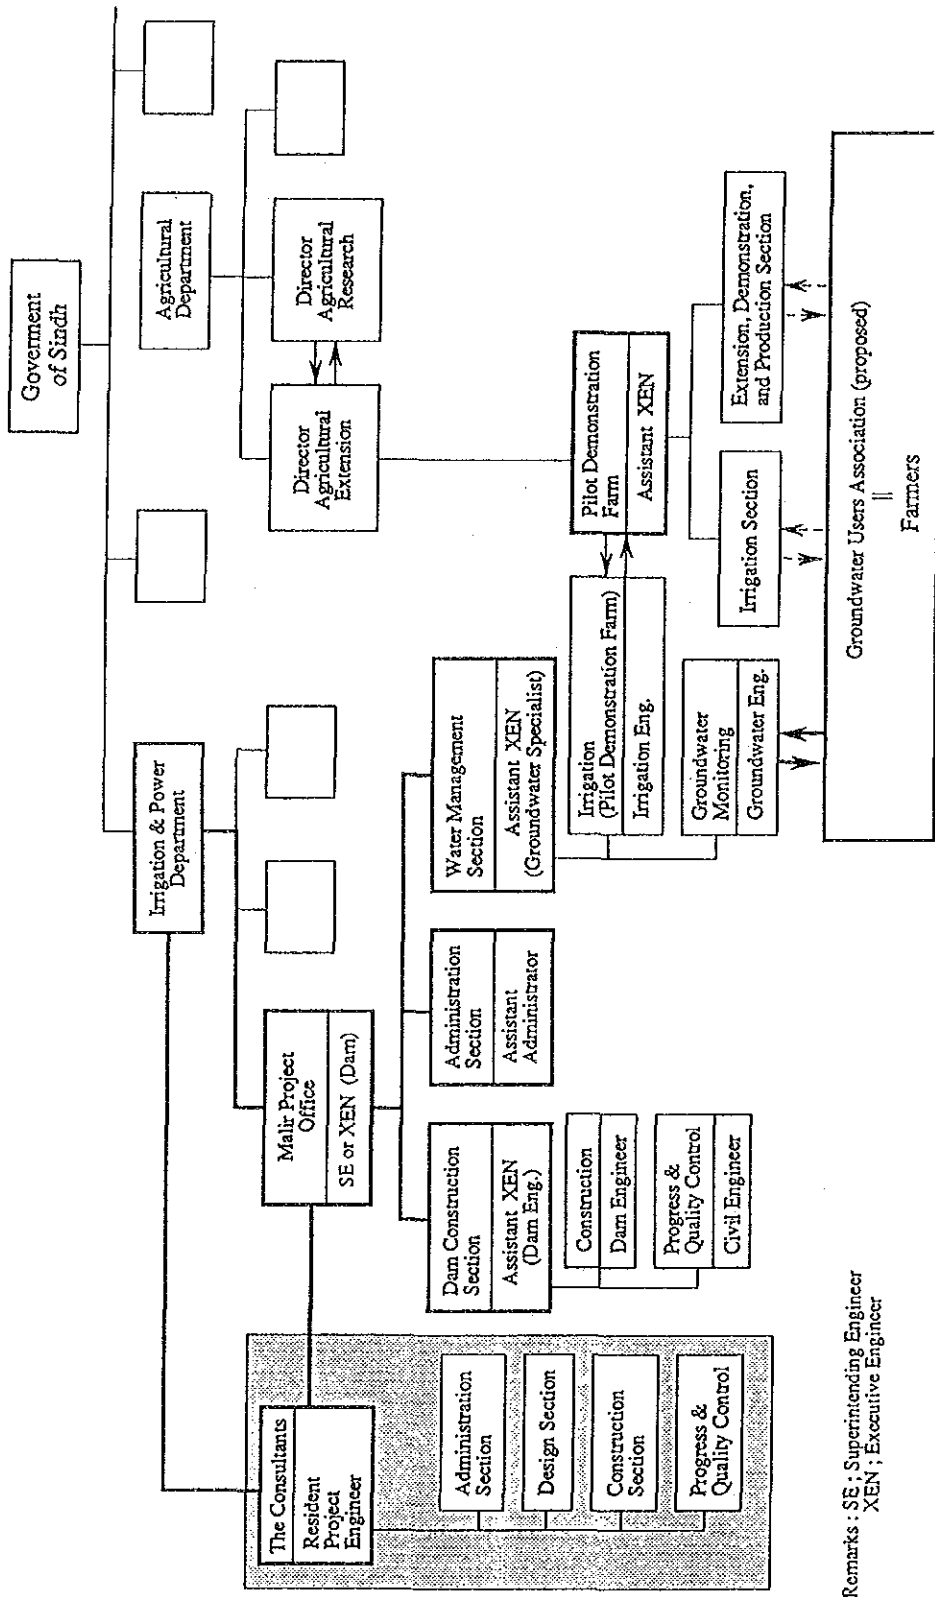 Goverment
of Sindh
Irrigation & Power
Department
Agricultural
Department
The Consultants
Resident
Project
Engineer
Administration
Section
Design Section
Construction
Section
Progress &
Quality Control
Malir Project
Office
SE or XEN (Dam)
Dam Construction
Section
Assistant XEN
(Dam Eng.)
Construction
Dam Engineer
Progress &
Quality Control
Civil Engineer
Administration
Section
Assistant
Administrator
Water Management
Section
Assistant XEN
(Groundwater Specialist)
Irrigation
(Pilot Demonstration Farm)
Irrigation Eng.
Groundwater
Monitoring
Groundwater Eng.
Director
Agricultural
Extension
Director
Agricultural
Research
Pilot Demonstration
Farm
Assistant XEN
Irrigation Section
Extension, Demonstration,
and Production Section
Groundwater Users Association (proposed)
||
Farmers
Remarks : SE ; Superintending Engineer
XEN ; Executive Engineer